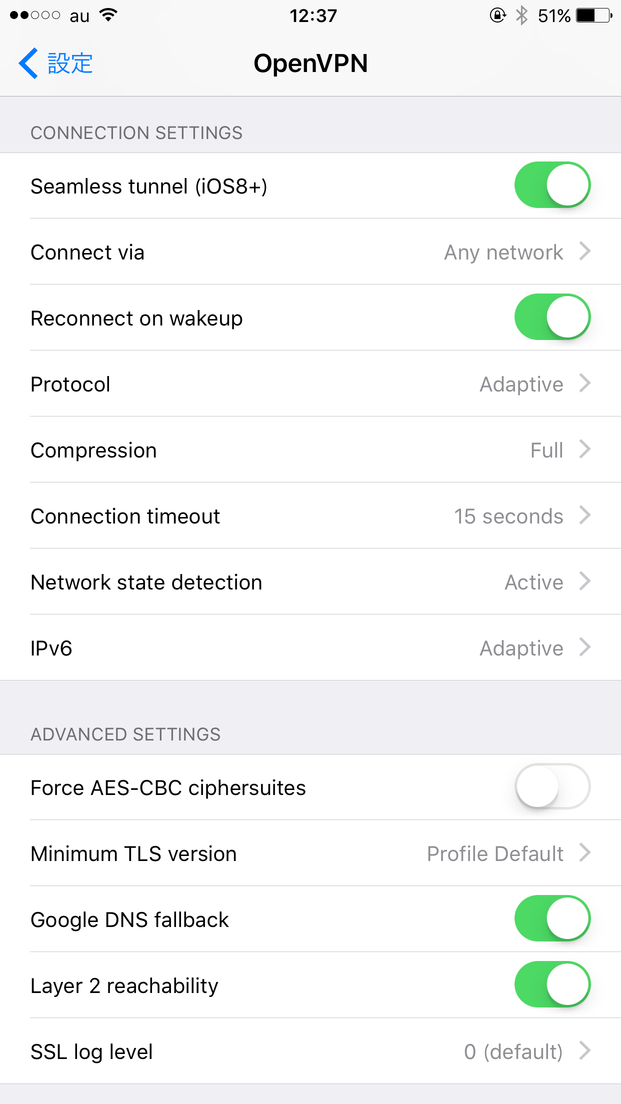 au 12:37 51%
設定 OpenVPN
CONNECTION SETTINGS
Seamless tunnel (iOS8+)
Connect via Any network
Reconnect on wakeup
Protocol Adaptive
Compression Full
Connection timeout 15 seconds
Network state detection Active
IPv6 Adaptive
ADVANCED SETTINGS
Force AES-CBC ciphersuites
Minimum TLS version Profile Default
Google DNS fallback
Layer 2 reachability
SSL log level 0 (default)